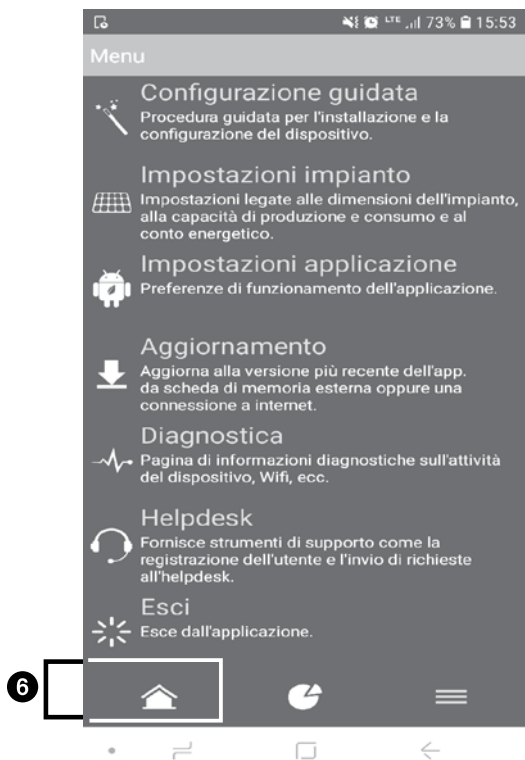 LTE 73% 15:53
Menu
Configurazione guidata
Procedura guidata per l'installazione e la
configurazione del dispositivo.
Impostazioni impianto
Impostazioni legate alle dimensioni dell'impianto,
alla capacità di produzione e consumo e al
conto energetico.
Impostazioni applicazione
Preferenze di funzionamento dell'applicazione.
Aggiornamento
Aggiorna alla versione più recente dell'app.
da scheda di memoria esterna oppure una
connessione a internet.
Diagnostica
Pagina di informazioni diagnostiche sull'attività
del dispositivo, Wifi, ecc.
Helpdesk
Fornisce strumenti di supporto come la
registrazione dell'utente e l'invio di richieste
all'helpdesk.
Esci
Esce dall'applicazione.
6